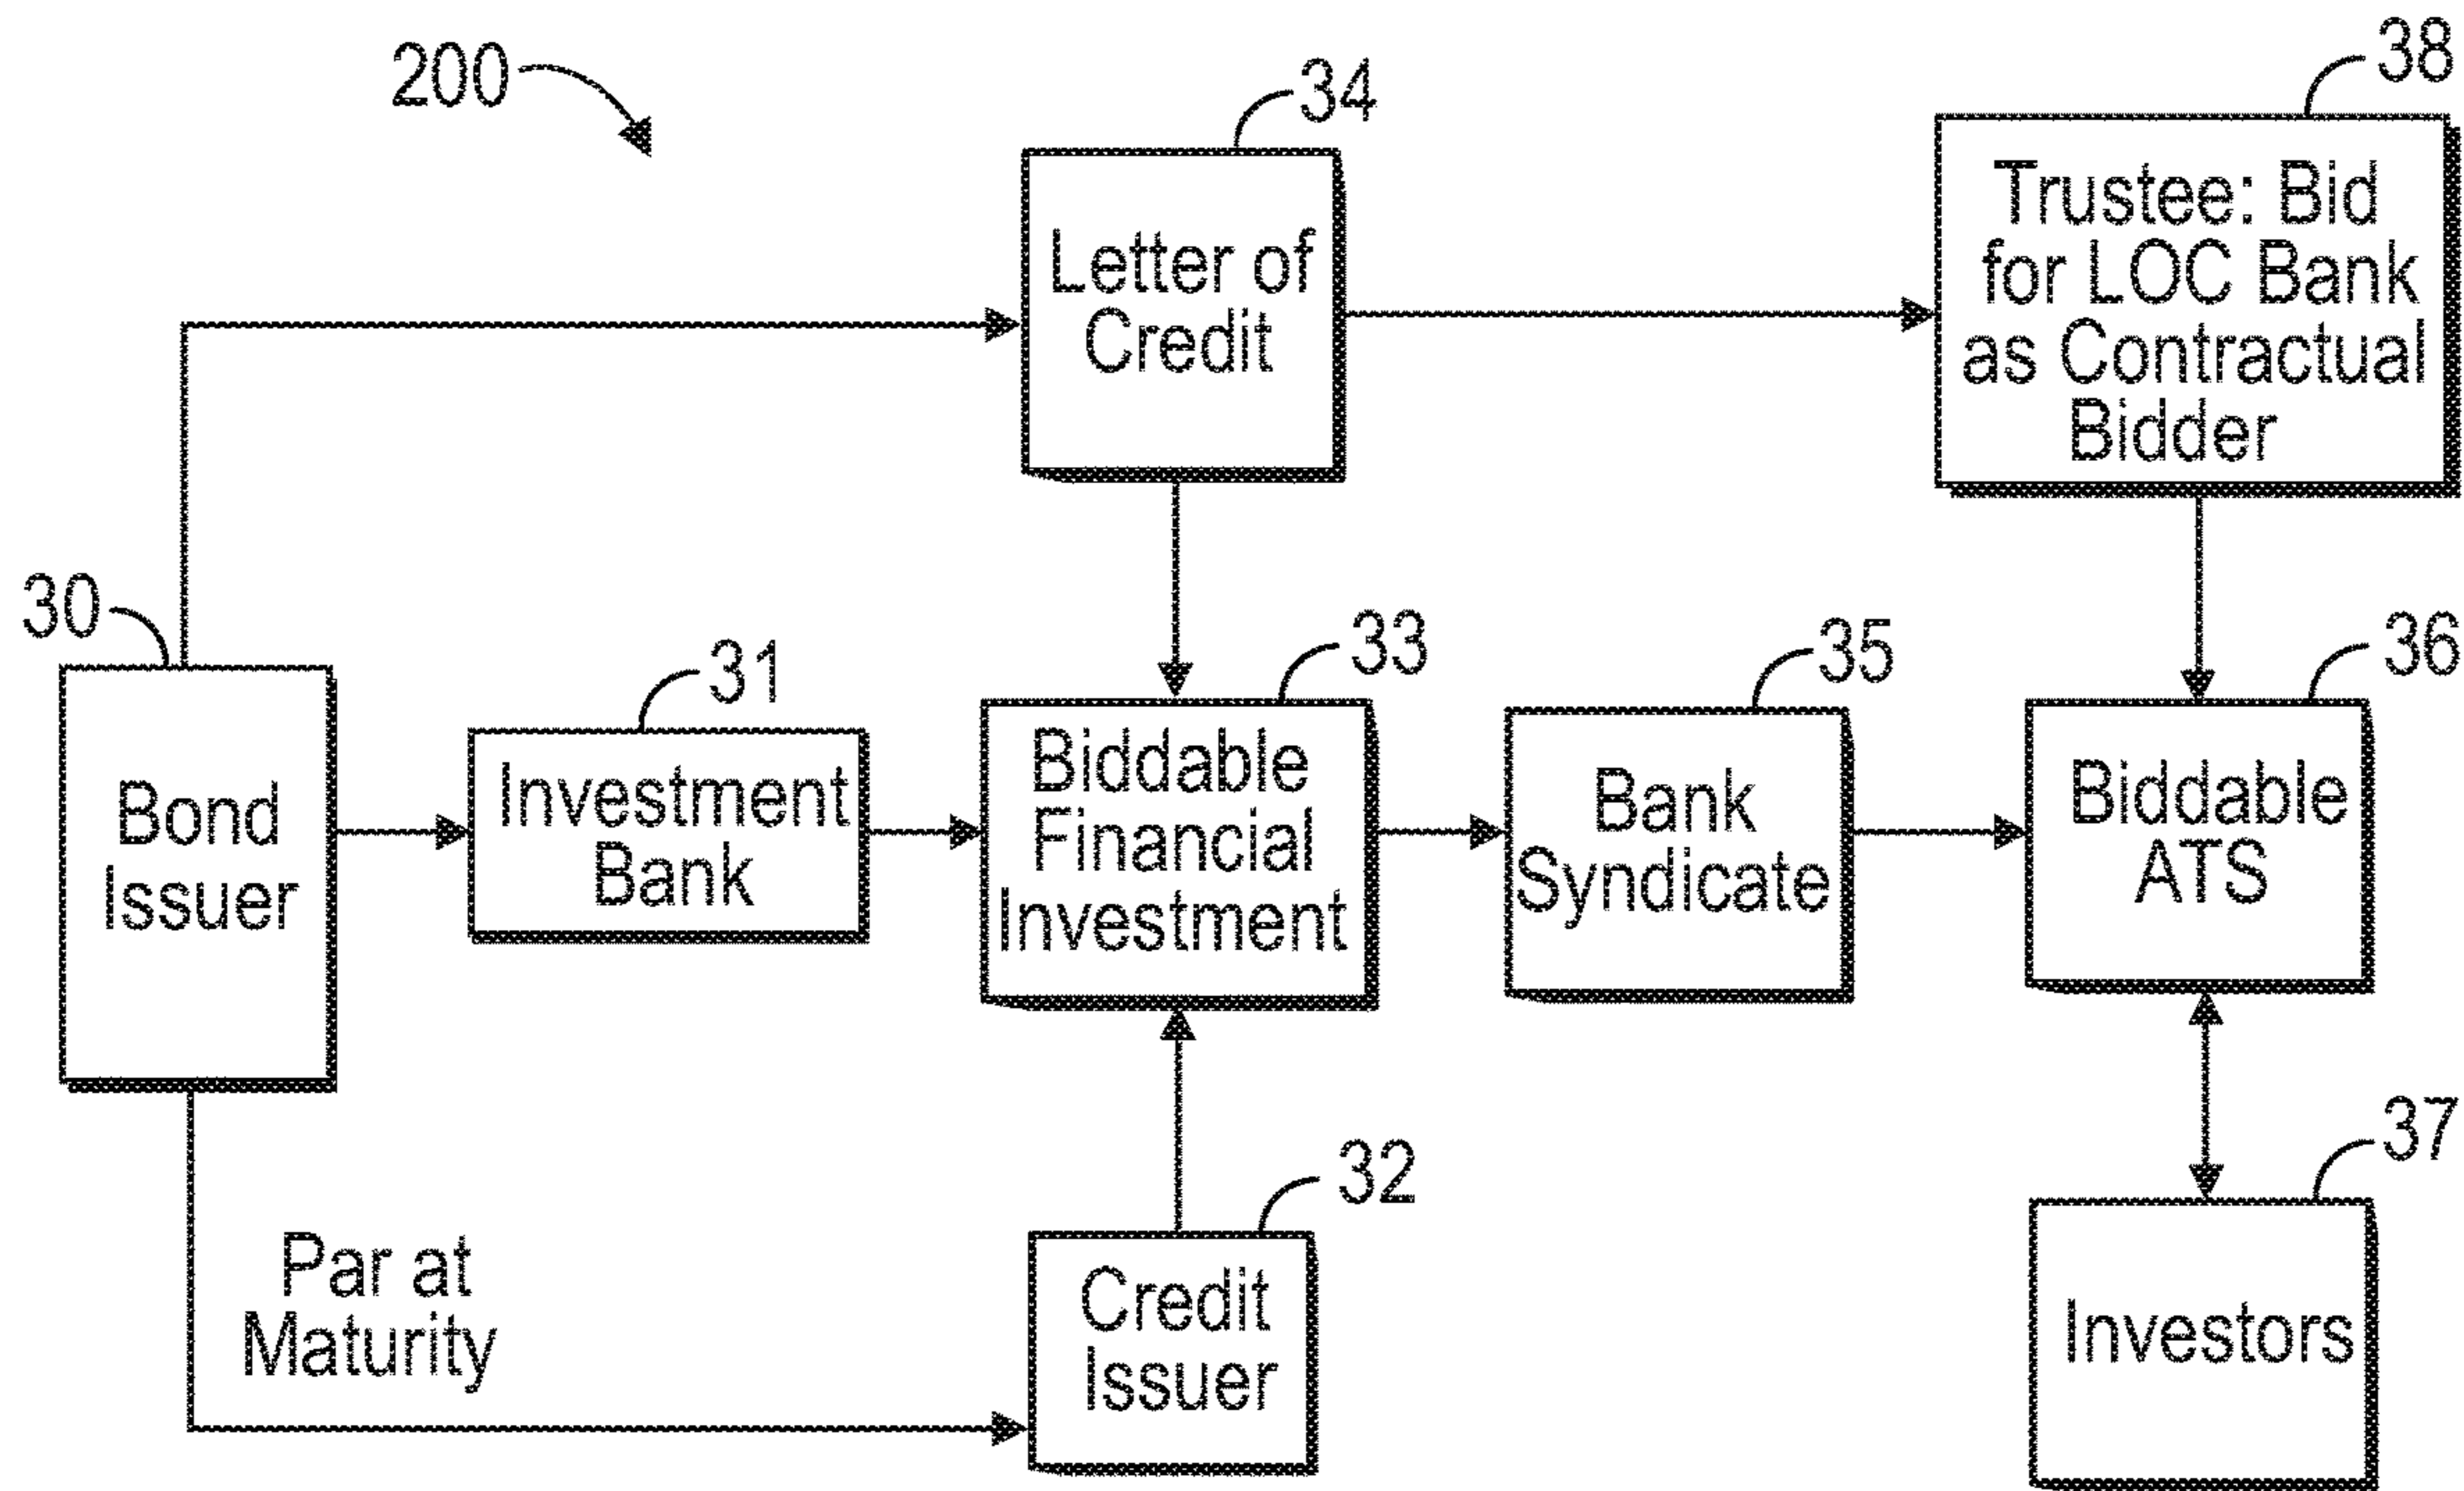 200
34
38
Letter of
Credit
Trustee: Bid
for LOC Bank
as Contractual
Bidder
30
31
33
35
36
Bond
Issuer
Investment
Bank
Biddable
Financial
Investment
Bank
Syndicate
Biddable
ATS
32
37
Par at
Maturity
Credit
Issuer
Investors